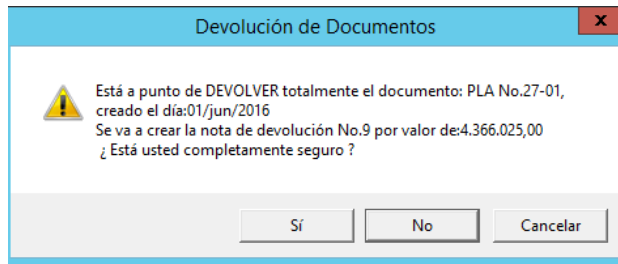 Devolución de Documentos
x
Está a punto de DEVOLVER totalmente el documento: PLA No.27-01,
creado el día:01/jun/2016
Se va a crear la nota de devolución No.9 por valor de:4.366.025,00
¿ Está usted completamente seguro ?
Sí
No
Cancelar